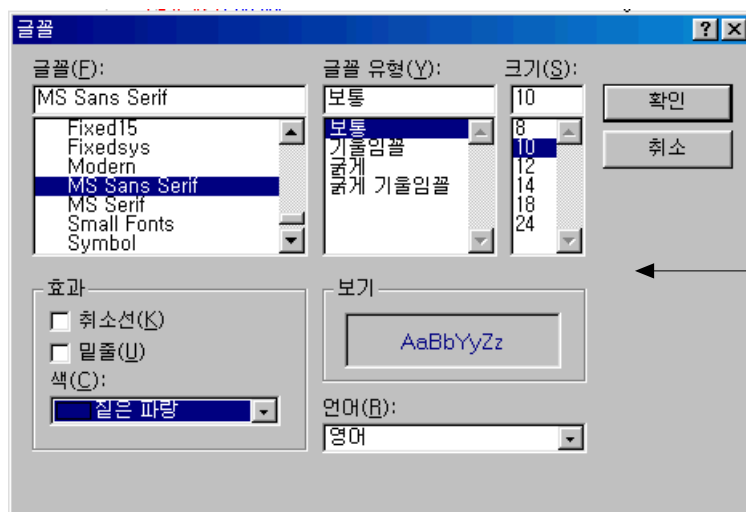 글꼴
글꼴(F):
글꼴 유형(Y):
크기(S):
MS Sans Serif
보통
10
확인
취소
Fixed15
Fixedsys
Modern
MS Sans Serif
MS Serif
Small Fonts
Symbol
보통
기울임꼴
굵게
굵게 기울임꼴
8
10
12
14
18
24
효과
취소선(K)
밑줄(U)
색(C):
짙은 파랑
보기
AaBbYyZz
언어(R):
영어